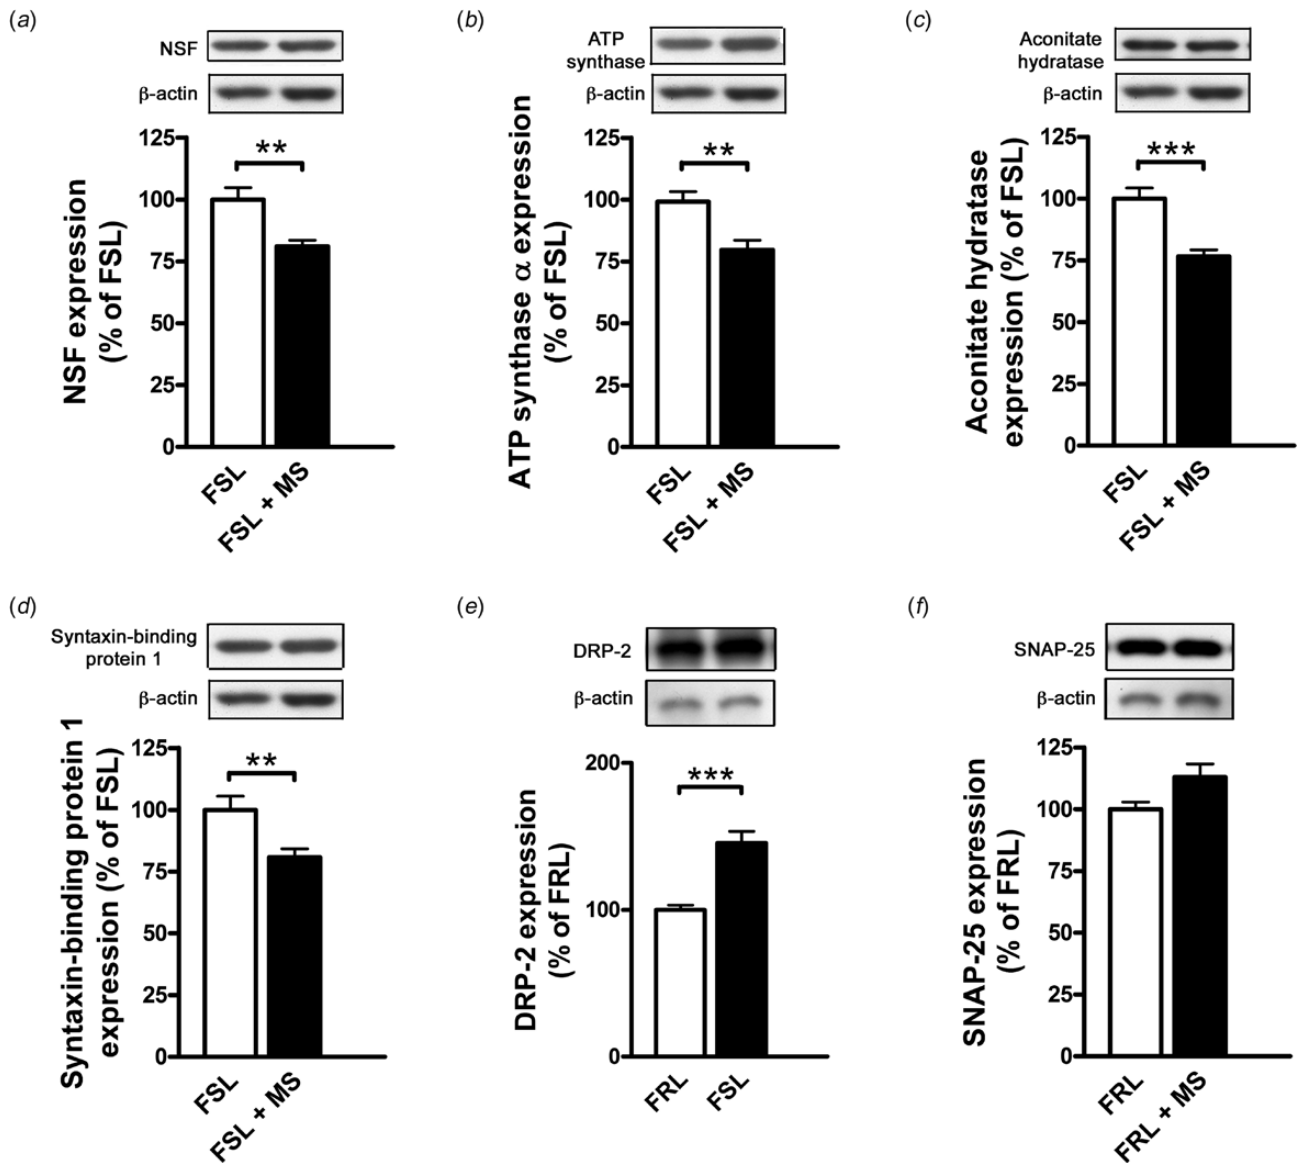 (a)
NSF
β-actin
NSF expression
(% of FSL)
125
100
75
50
25
0
**
FSL
FSL + MS
(b)
ATP
synthase
β-actin
ATP synthase α expression
(% of FSL)
125
100
75
50
25
0
**
FSL
FSL + MS
(c)
Aconitate
hydratase
β-actin
Aconitate hydratase
expression (% of FSL)
125
100
75
50
25
0
***
FSL
FSL + MS
(d)
Syntaxin-binding
protein 1
β-actin
Syntaxin-binding protein 1
expression (% of FSL)
125
100
75
50
25
0
**
FSL
FSL + MS
(e)
DRP-2
β-actin
DRP-2 expression
(% of FRL)
200
100
0
***
FRL
FSL
(f)
SNAP-25
β-actin
SNAP-25 expression
(% of FRL)
125
100
75
50
25
0
FRL
FRL + MS